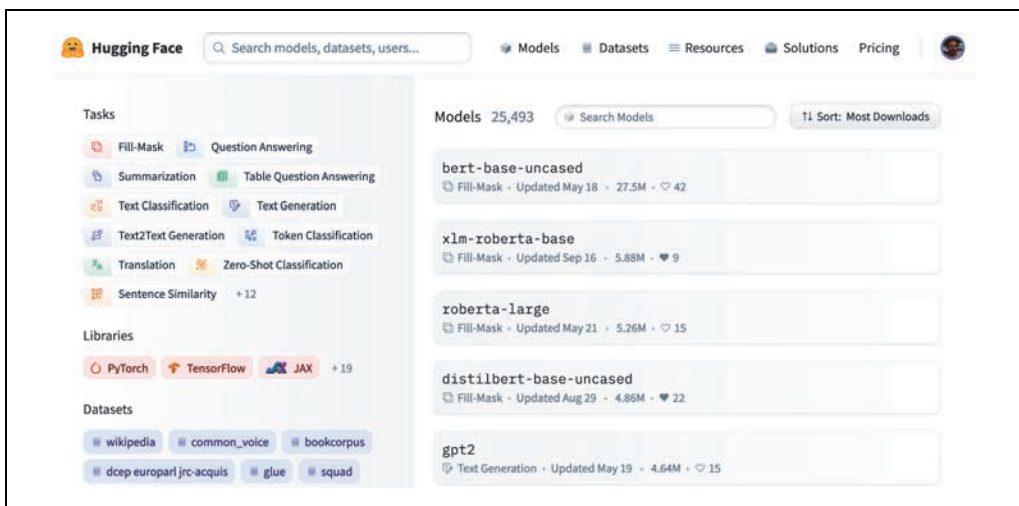 Hugging Face Search models, datasets, users... Models Datasets Resources Solutions Pricing
Tasks
Fill-Mask Question Answering
Summarization Table Question Answering
Text Classification Text Generation
Text2Text Generation Token Classification
Translation Zero-Shot Classification
Sentence Similarity +12
Libraries
PyTorch TensorFlow JAX +19
Datasets
wikipedia common_voice bookcorpus
dcep europarl jrc-acquis glue squad
Models 25,493 Search Models ↑↓ Sort: Most Downloads
bert-base-uncased
Fill-Mask • Updated May 18 • 27.5M • ♡ 42
xlm-roberta-base
Fill-Mask • Updated Sep 16 • 5.88M • ♥ 9
roberta-large
Fill-Mask • Updated May 21 • 5.26M • ♡ 15
distilbert-base-uncased
Fill-Mask • Updated Aug 29 • 4.86M • ♥ 22
gpt2
Text Generation • Updated May 19 • 4.64M • ♡ 15